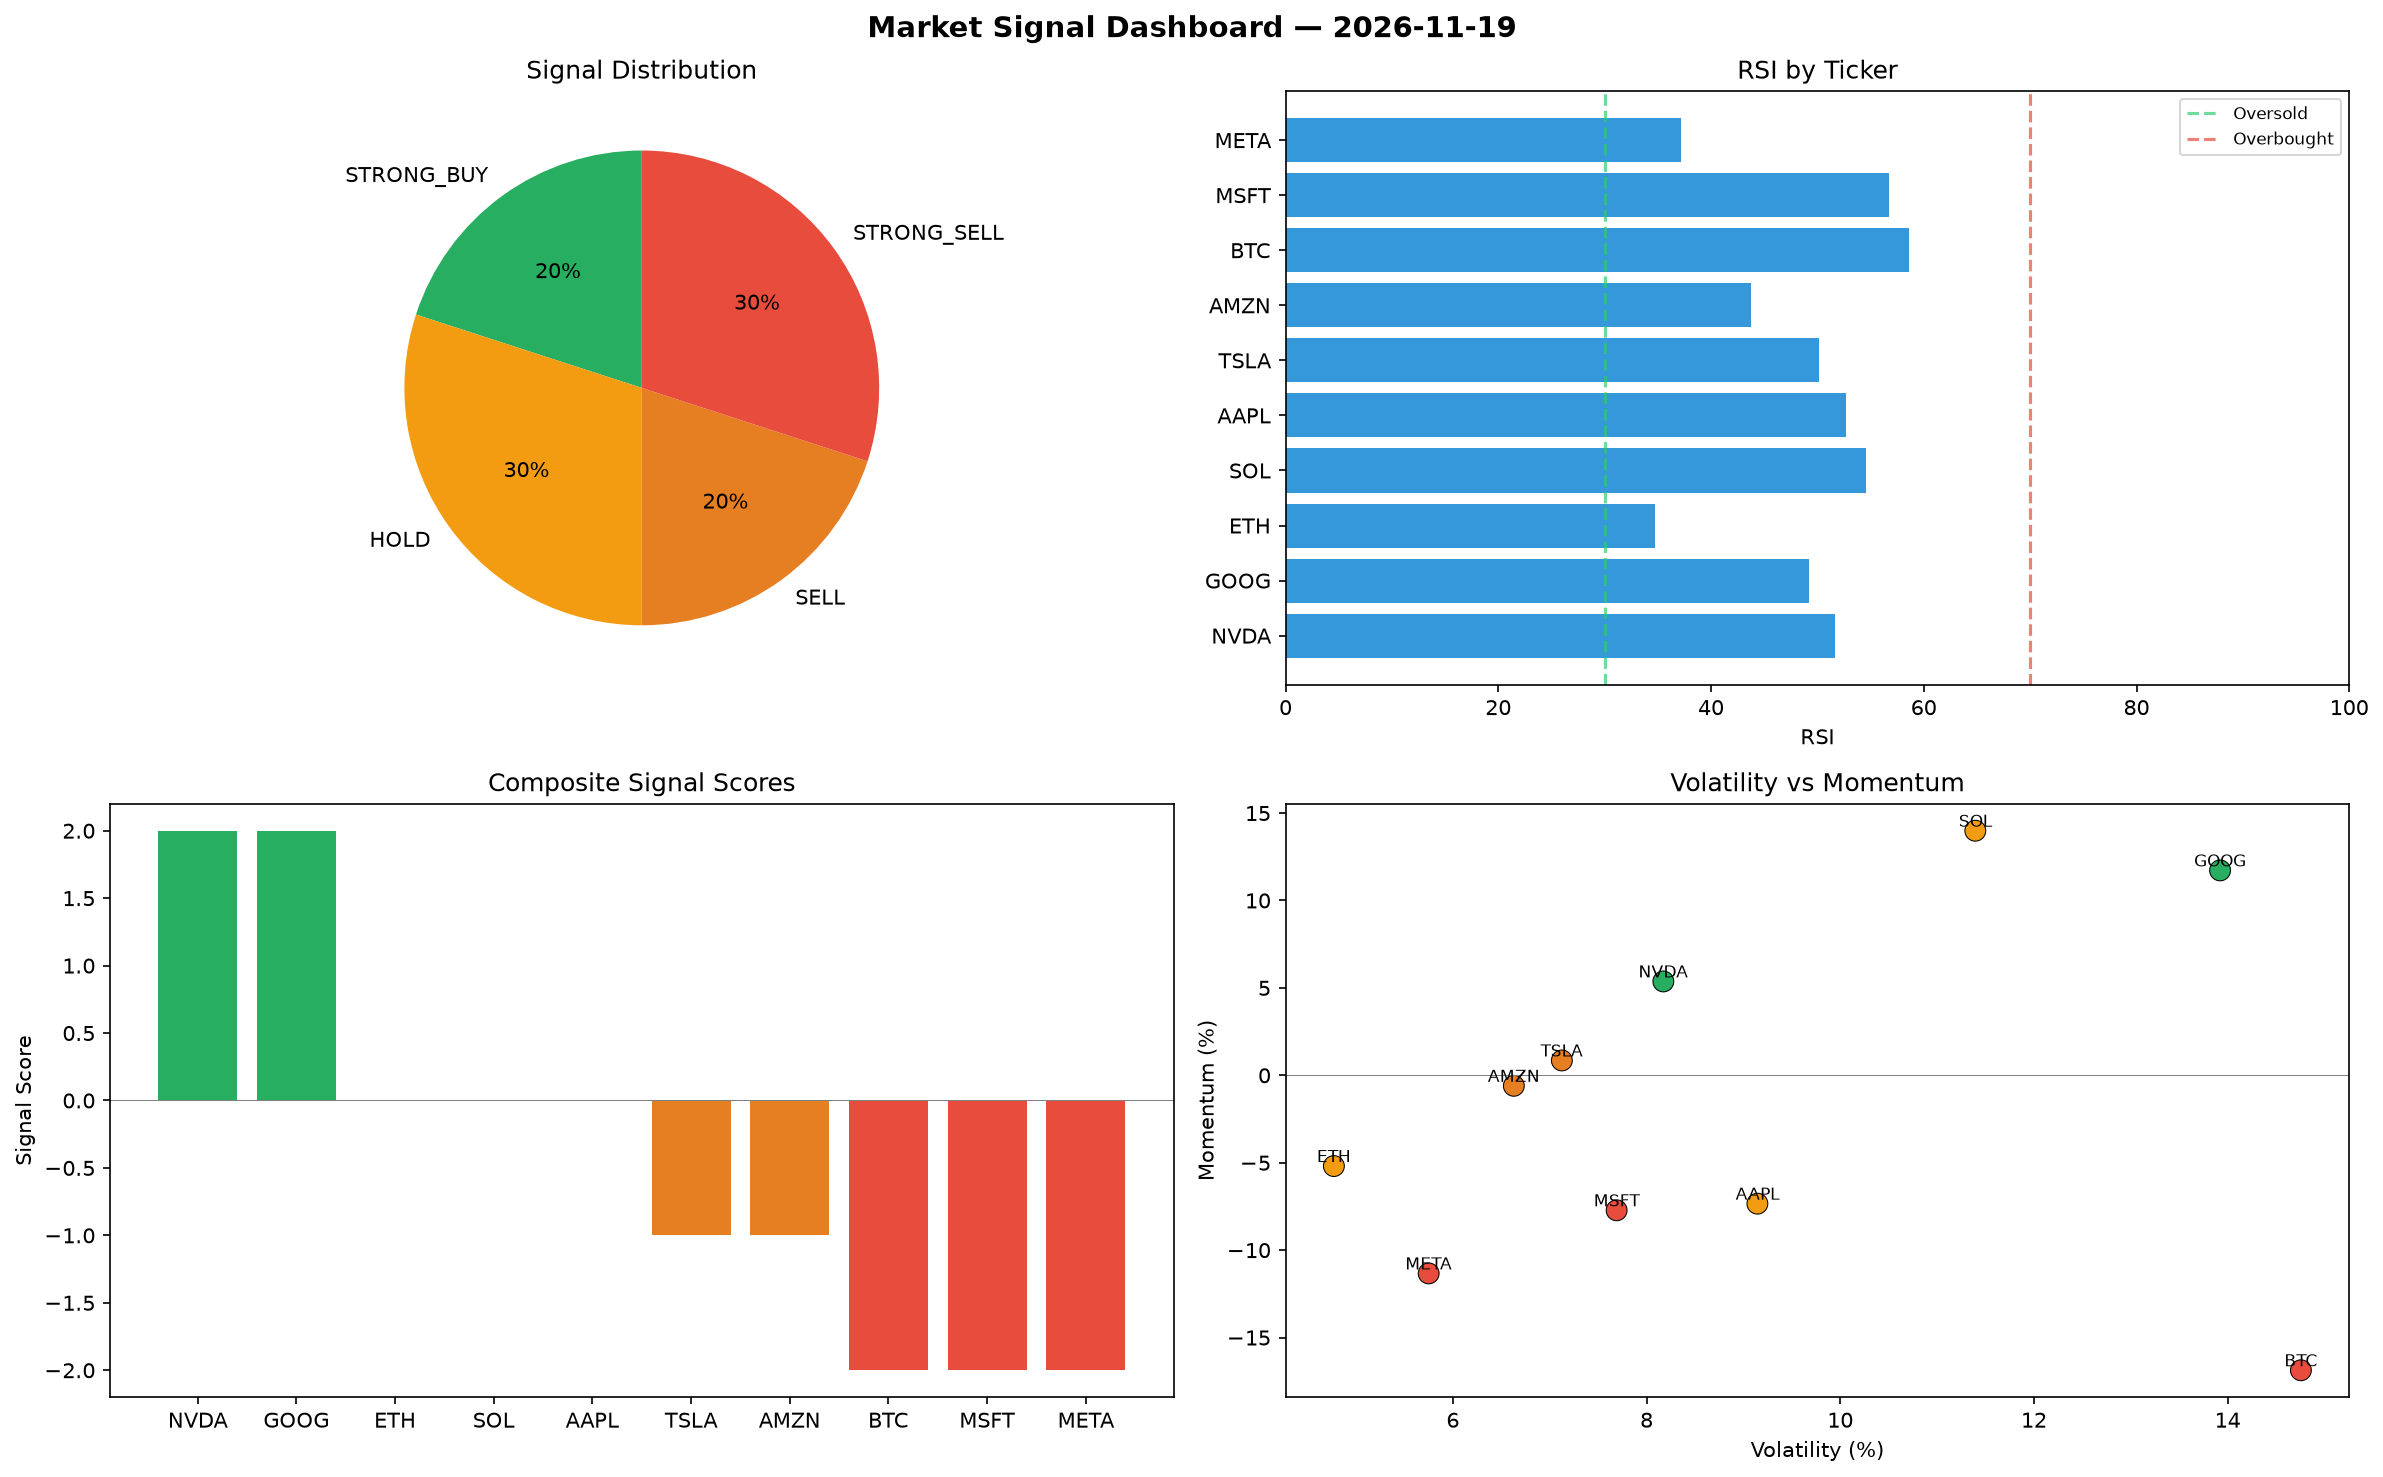 Market Signal Dashboard — 2026-11-19
Signal Distribution
STRONG_BUY
20%
STRONG_SELL
30%
HOLD
30%
SELL
20%
RSI by Ticker
Oversold
Overbought
META
MSFT
BTC
AMZN
TSLA
AAPL
SOL
ETH
GOOG
NVDA
0 20 40 60 80 100
RSI
Composite Signal Scores
Signal Score
2.0
1.5
1.0
0.5
0.0
−0.5
−1.0
−1.5
−2.0
NVDA GOOG ETH SOL AAPL TSLA AMZN BTC MSFT META
Volatility vs Momentum
Momentum (%)
15
10
5
0
−5
−10
−15
SOL
GOOG
NVDA
TSLA
AMZN
ETH
MSFT
AAPL
META
BTC
6 8 10 12 14
Volatility (%)